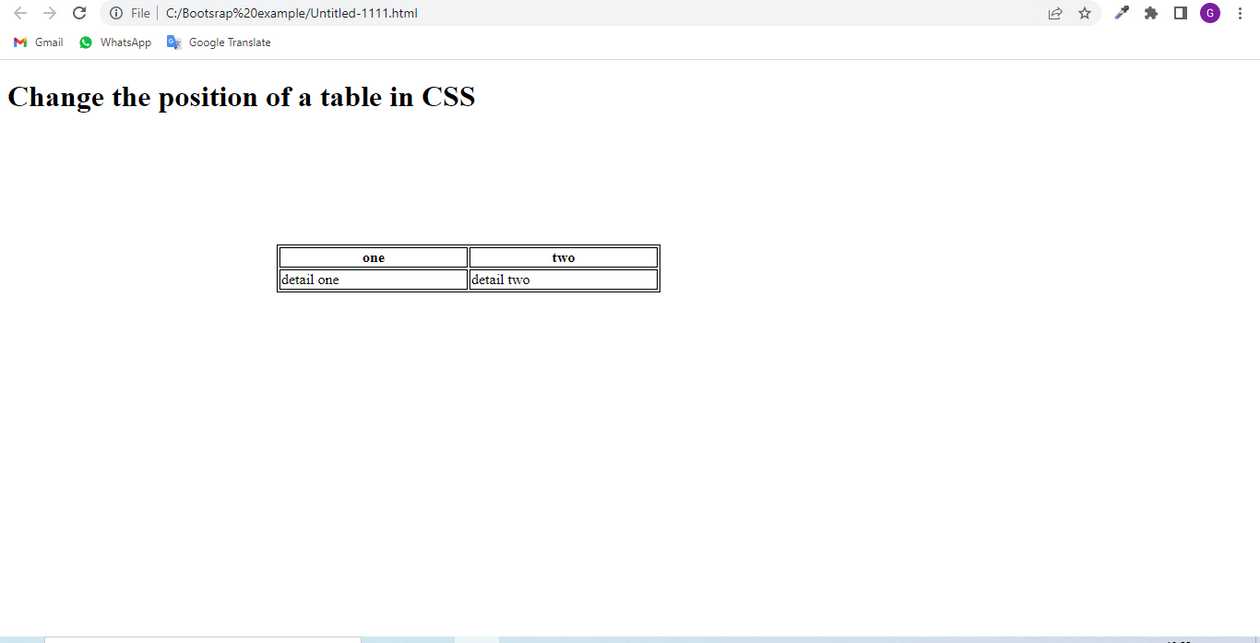 File C:/Bootsrap%20example/Untitled-1111.html G
Gmail WhatsApp Google Translate
Change the position of a table in CSS
one two
detail one detail two